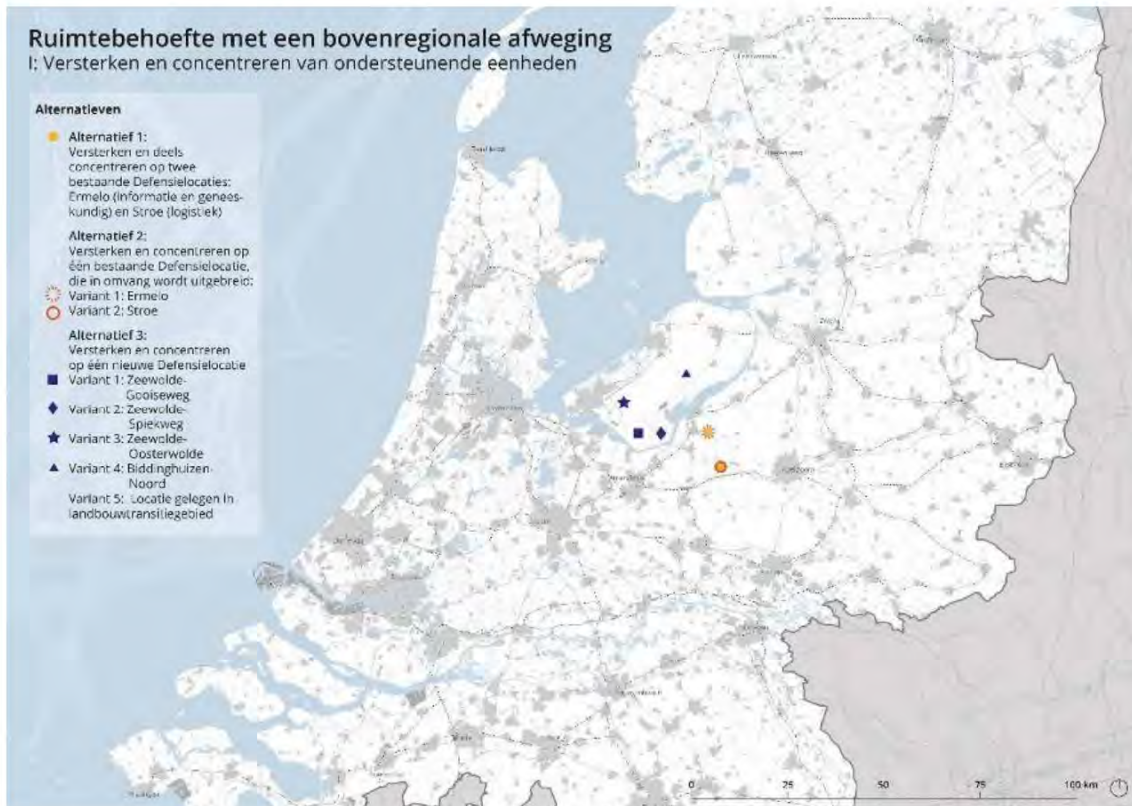 Ruimtebehoefte met een bovenregionale afweging
I: Versterken en concentreren van ondersteunende eenheden
Alternatieven
Alternatief 1:
Versterken en deels
concentreren op twee
bestaande Defensielocaties:
Ermelo (informatie en genees-
kundig) en Stroe (logistiek)
Alternatief 2:
Versterken en concentreren op
één bestaande Defensielocatie,
die in omvang wordt uitgebreid:
Variant 1: Ermelo
Variant 2: Stroe
Alternatief 3:
Versterken en concentreren
op één nieuwe Defensielocatie
Variant 1: Zeewolde-
Gooiseweg
Variant 2: Zeewolde-
Spiekweg
Variant 3: Zeewolde-
Oosterwolde
Variant 4: Biddinghuizen-
Noord
Variant 5: Locatie gelegen in
landbouwtransitiegebied
0 25 50 75 100 km